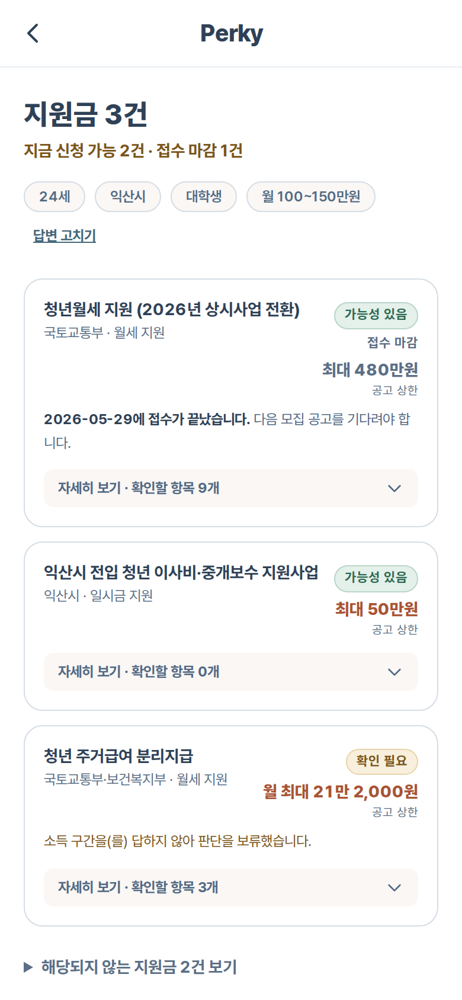 Perky
지원금 3건
지금 신청 가능 2건 · 접수 마감 1건
24세
익산시
대학생
월 100~150만원
답변 고치기
청년월세 지원 (2026년 상시사업 전환)
국토교통부 · 월세 지원
가능성 있음
접수 마감
최대 480만원
공고 상한
2026-05-29에 접수가 끝났습니다. 다음 모집 공고를 기다려야 합
니다.
자세히 보기 · 확인할 항목 9개
익산시 전입 청년 이사비·중개보수 지원사업
익산시 · 일시금 지원
가능성 있음
최대 50만원
공고 상한
자세히 보기 · 확인할 항목 0개
청년 주거급여 분리지급
국토교통부·보건복지부 · 월세 지원
확인 필요
월 최대 21만 2,000원
공고 상한
소득 구간을(를) 답하지 않아 판단을 보류했습니다.
자세히 보기 · 확인할 항목 3개
해당되지 않는 지원금 2건 보기